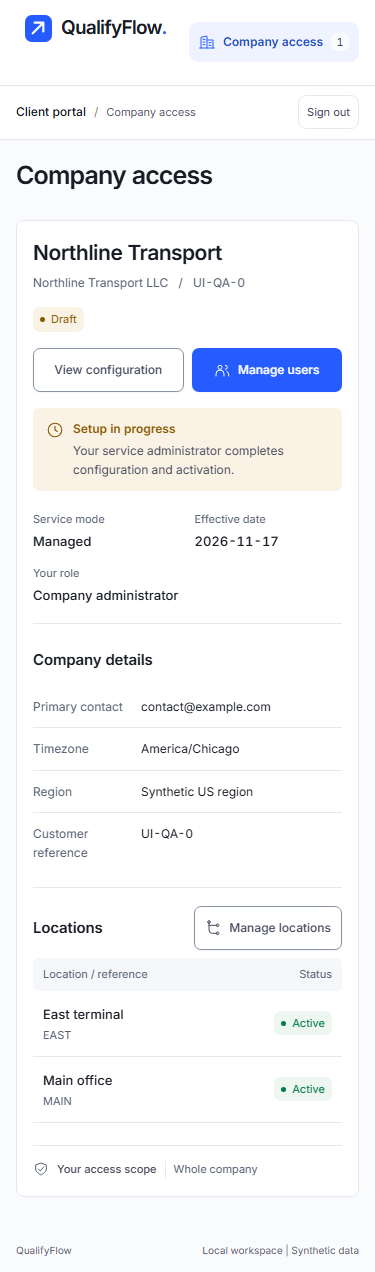 QualifyFlow.
Company access 1
Client portal / Company access
Sign out
Company access
Northline Transport
Northline Transport LLC / UI-QA-0
Draft
View configuration
Manage users
Setup in progress
Your service administrator completes
configuration and activation.
Service mode
Managed
Effective date
2026-11-17
Your role
Company administrator
Company details
Primary contact contact@example.com
Timezone America/Chicago
Region Synthetic US region
Customer
reference
UI-QA-0
Locations
Manage locations
Location / reference Status
East terminal
EAST
Active
Main office
MAIN
Active
Your access scope | Whole company
QualifyFlow
Local workspace | Synthetic data